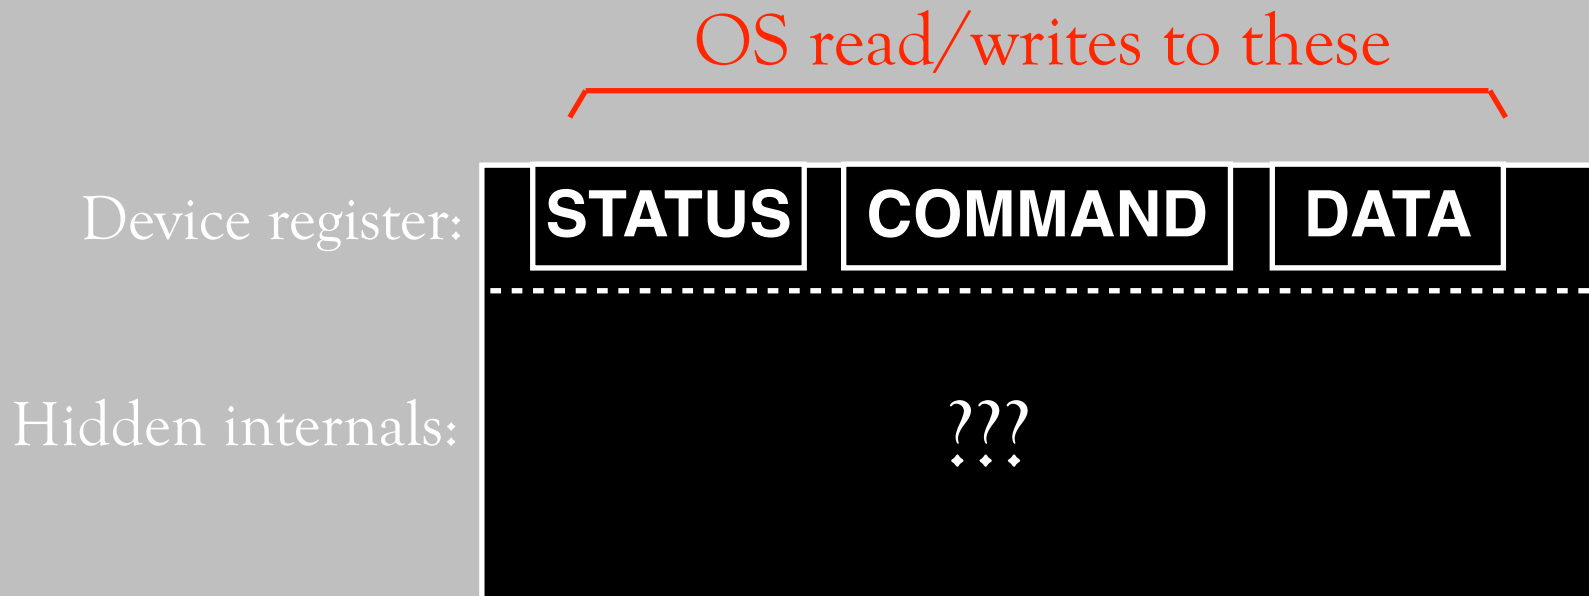 OS read/writes to these
Device register: STATUS COMMAND DATA
Hidden internals: ???